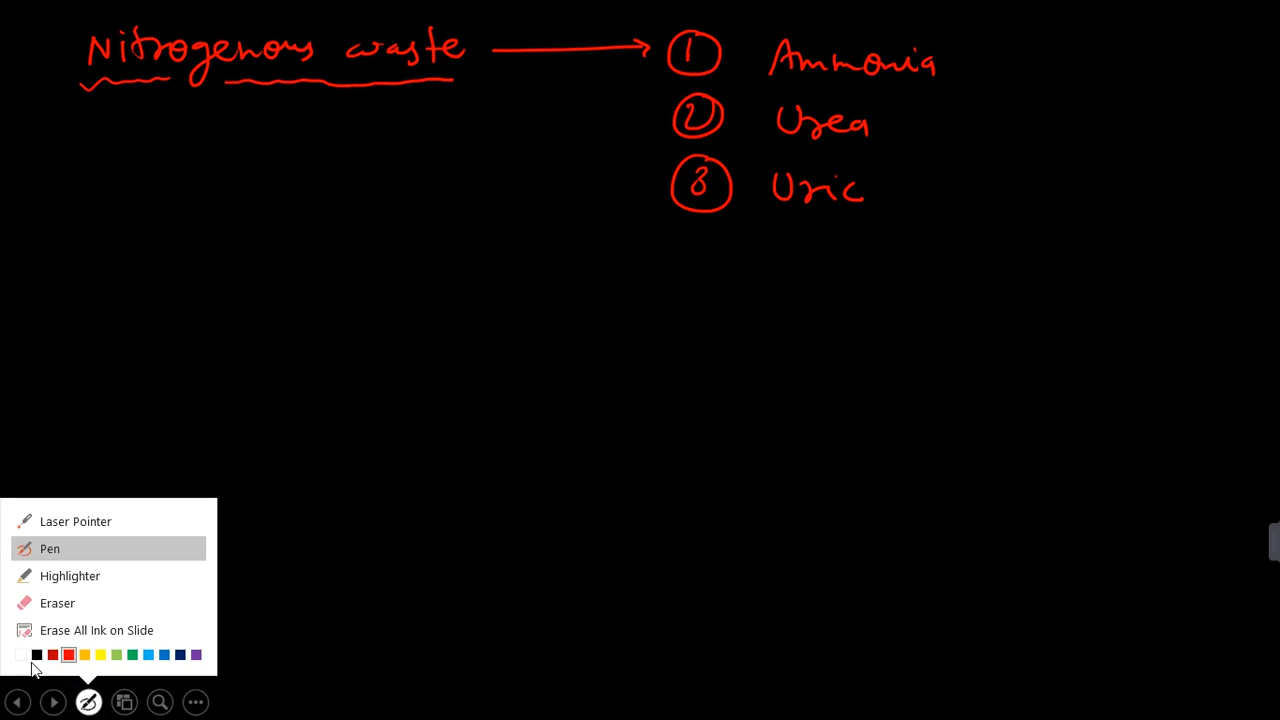 Nitrogenous waste → ① Ammonia
② Urea
③ Uric
Laser Pointer
Pen
Highlighter
Eraser
Erase All Ink on Slide